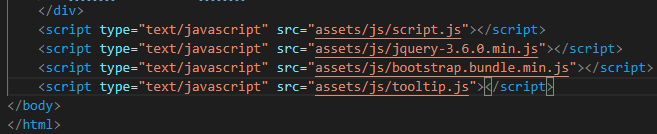 </div>
<script type="text/javascript" src="assets/js/script.js"></script>
<script type="text/javascript" src="assets/js/jquery-3.6.0.min.js"></script>
<script type="text/javascript" src="assets/js/bootstrap.bundle.min.js"></script>
<script type="text/javascript" src="assets/js/tooltip.js"></script>
</body>
</html>